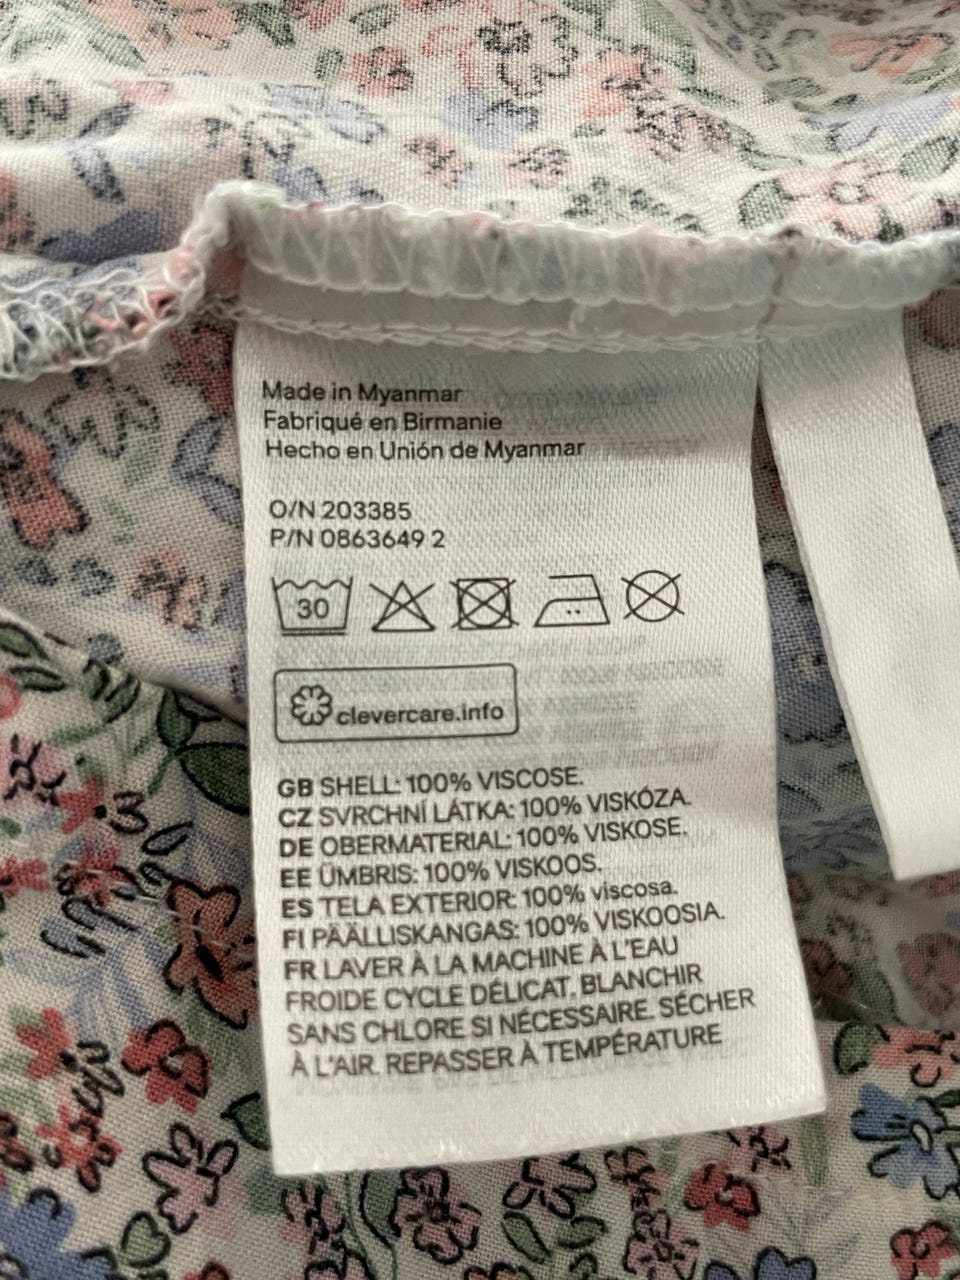 Made in Myanmar
Fabriqué en Birmanie
Hecho en Unión de Myanmar
O/N 203385
P/N 0863649 2
30
clevercare.info
GB SHELL: 100% VISCOSE.
CZ SVRCHNÍ LÁTKA: 100% VISKÓZA.
DE OBERMATERIAL: 100% VISKOSE.
EE ÜMBRIS: 100% VISKOOS.
ES TELA EXTERIOR: 100% viscosa.
FI PÄÄLLISKANGAS: 100% VISKOOSIA.
FR LAVER À LA MACHINE À L'EAU
FROIDE CYCLE DÉLICAT. BLANCHIR
SANS CHLORE SI NÉCESSAIRE. SÉCHER
À L'AIR. REPASSER À TEMPÉRATURE